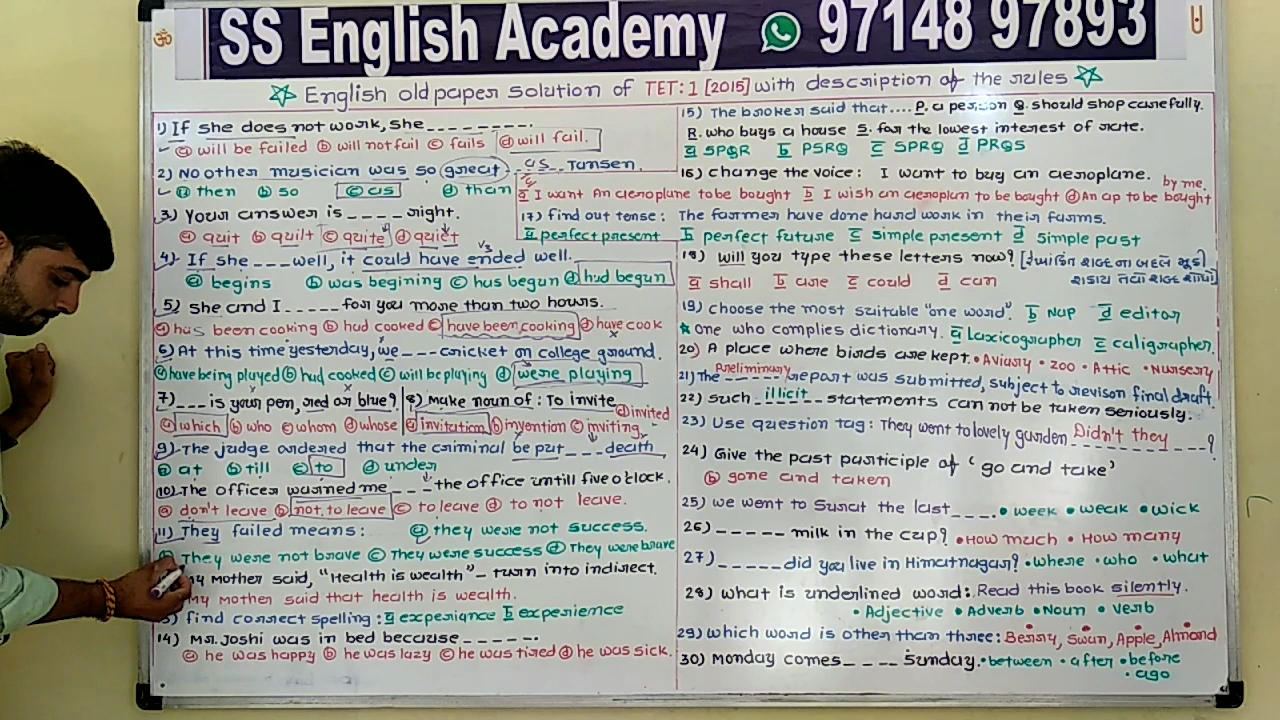 ॐ
SS English Academy 97148 97893
English old paper solution of TET:1 [2015] with description of the rules
1) If she does not work, she _________.
ⓐ will be failed ⓑ will not fail ⓒ fails ⓓ will fail.
2) No other musician was so great as Tansen.
ⓐ then ⓑ so ⓒ as ⓓ than
3) Your answer is ____ right.
ⓐ quit ⓑ quilt ⓒ quite ⓓ quiet
4) If she ___ well, it could have ended well.
V3
ⓐ begins ⓑ was begining ⓒ has begun ⓓ had begun
5) she and I _____ for you more than two hours.
ⓐ has been cooking ⓑ had cooked ⓒ have been cooking ⓓ have cook
6) At this time yesterday, we ___ cricket on college ground.
ⓐ have being played ⓑ had cooked ⓒ will be playing ⓓ were playing
7) ___ is your pen, red or blue?
ⓐ which ⓑ who ⓒ whom ⓓ whose
8) Make noun of : To invite
ⓐ invitation ⓑ invention ⓒ inviting ⓓ invited
9) The Judge ordered that the criminal be put ___ death
ⓐ at ⓑ till ⓒ to ⓓ under
10) The officer warned me ___ the office untill five o'clock.
ⓐ don't leave ⓑ not to leave ⓒ to leave ⓓ to not leave.
11) They failed means: ⓐ they were not success.
They were not brave ⓒ They were success ⓓ They were brave
My Mother said, "Health is wealth" - turn into indirect.
My mother said that health is wealth.
find correct spelling : a experiance b experience
14) Mr. Joshi was in bed because _____.
ⓐ he was happy ⓑ he was lazy ⓒ he was tired ⓓ he was sick.
15) The broker said that.... P. a person Q. should shop carefully.
R. who buys a house S. for the lowest interest of rate.
a SPQR b PSRQ c SPRQ d PRQS
16) Change the voice: I want to buy an aeroplane.
by me.
a I want An aeroplane to be bought b I wish an aeroplan to be bought ⓓ An ap to be bought
17) find out tense: The farmer have done hard work in their farms.
a perfect present b perfect future c simple present d simple past
18) will you type these letters now?
a shall b are c could d can
19) choose the most suitable "one word". b Nup d editor
* One who complies dictionary. a laxicographer c caligrapher.
20) A place where birds are kept. • Aviary • zoo • Attic • Nursery
21) The Preliminary report was submitted, subject to revison final draft.
22) such illicit statements can not be taken seriously.
23) Use question tag: They went to lovely garden Didn't they ___?
24) Give the past participle of 'go and take'
ⓑ gone and taken
25) we went to Surat the last ____. • week • weak • wick
26) _____ milk in the cup? • How much • How many
27) ______ did you live in Himatnagar? • where • who • what
28) what is underlined word: Read this book silently.
• Adjective • Adverb • Noun • verb
29) which word is other than three: Berry, Swan, Apple, Almond
30) Monday comes ____ Sunday. • between • after • before
• ago